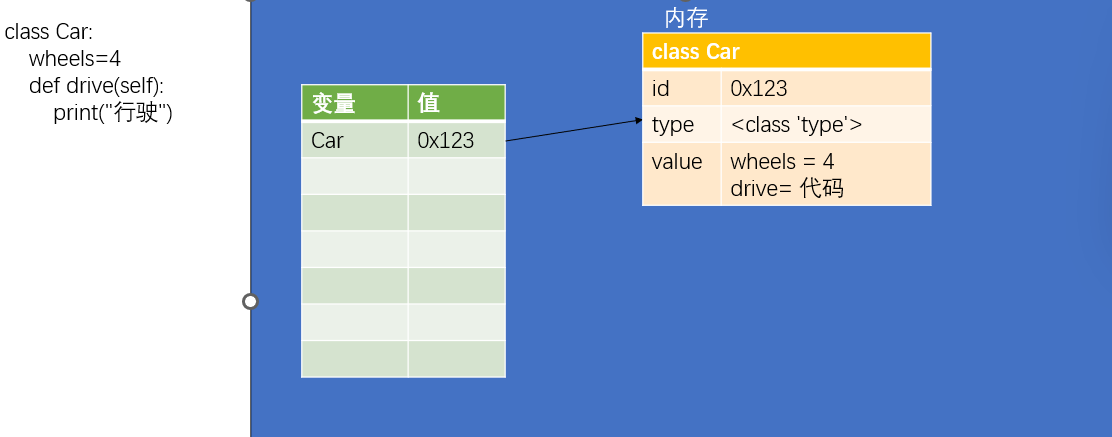 class Car:
wheels=4
def drive(self):
print("行驶")
内存
变量 值
Car 0x123
class Car
id 0x123
type <class 'type'>
value wheels = 4
drive= 代码